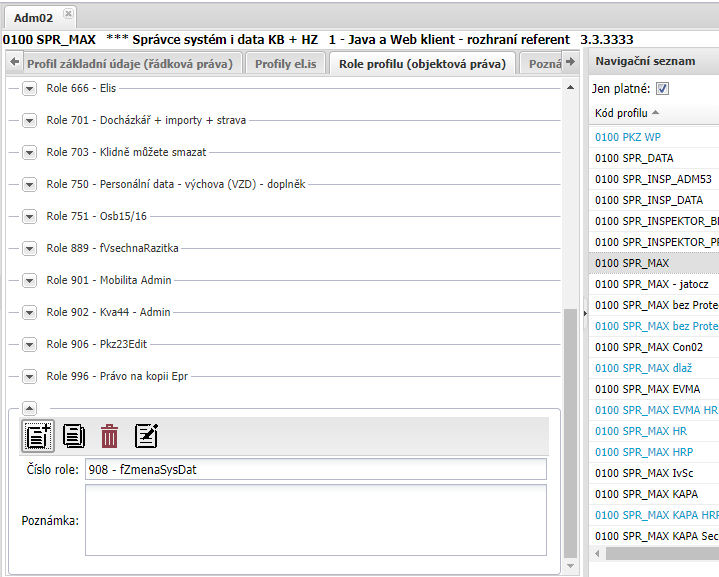 Adm02
0100 SPR_MAX *** Správce systém i data KB + HZ 1 - Java a Web klient - rozhraní referent 3.3.3333
Profil základní údaje (řádková práva)
Profily el.is
Role profilu (objektová práva)
Pozná
Role 666 - Elis
Role 701 - Docházkář + importy + strava
Role 703 - Klidně můžete smazat
Role 750 - Personální data - výchova (VZD) - doplněk
Role 751 - Osb15/16
Role 889 - fVsechnaRazitka
Role 901 - Mobilita Admin
Role 902 - Kva44 - Admin
Role 906 - Pkz23Edit
Role 996 - Právo na kopii Epr
Číslo role: 908 - fZmenaSysDat
Poznámka:
Navigační seznam
Jen platné:
Kód profilu
0100 PKZ WP
0100 SPR_DATA
0100 SPR_INSP_ADM53
0100 SPR_INSP_DATA
0100 SPR_INSPEKTOR_B
0100 SPR_INSPEKTOR_P
0100 SPR_MAX
0100 SPR_MAX - jatocz
0100 SPR_MAX bez Prote
0100 SPR_MAX bez Prote
0100 SPR_MAX Con02
0100 SPR_MAX dlaž
0100 SPR_MAX EVMA
0100 SPR_MAX EVMA HR
0100 SPR_MAX HR
0100 SPR_MAX HRP
0100 SPR_MAX IvSc
0100 SPR_MAX KAPA
0100 SPR_MAX KAPA HRP
0100 SPR_MAX KAPA Sec